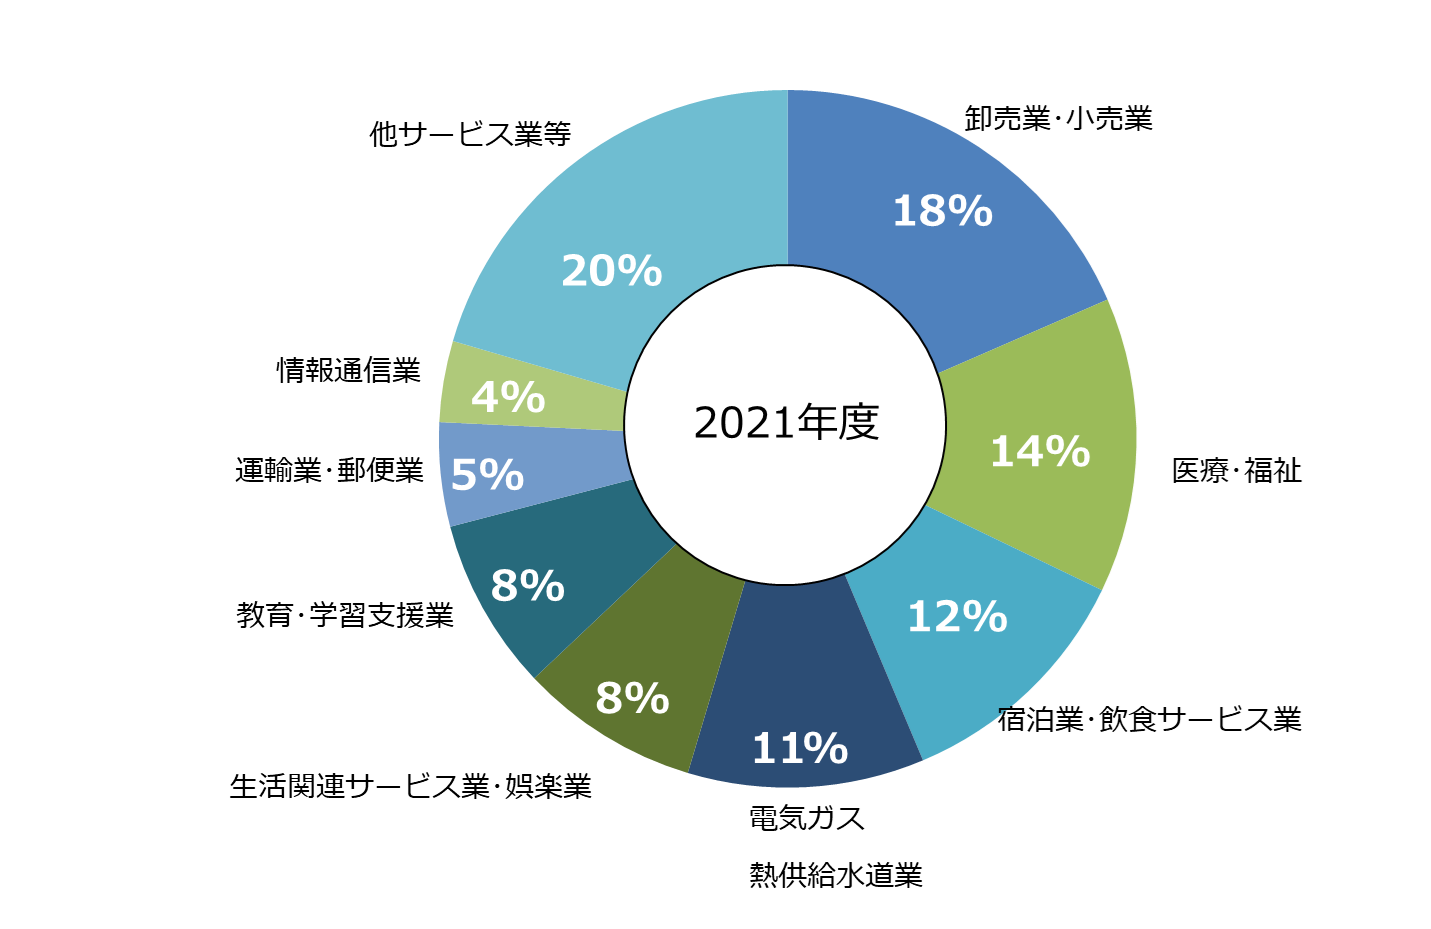 卸売業･小売業
18%
医療･福祉
14%
宿泊業･飲食サービス業
12%
電気ガス
熱供給水道業
11%
生活関連サービス業･娯楽業
8%
教育･学習支援業
8%
運輸業･郵便業
5%
情報通信業
4%
他サービス業等
20%
2021年度